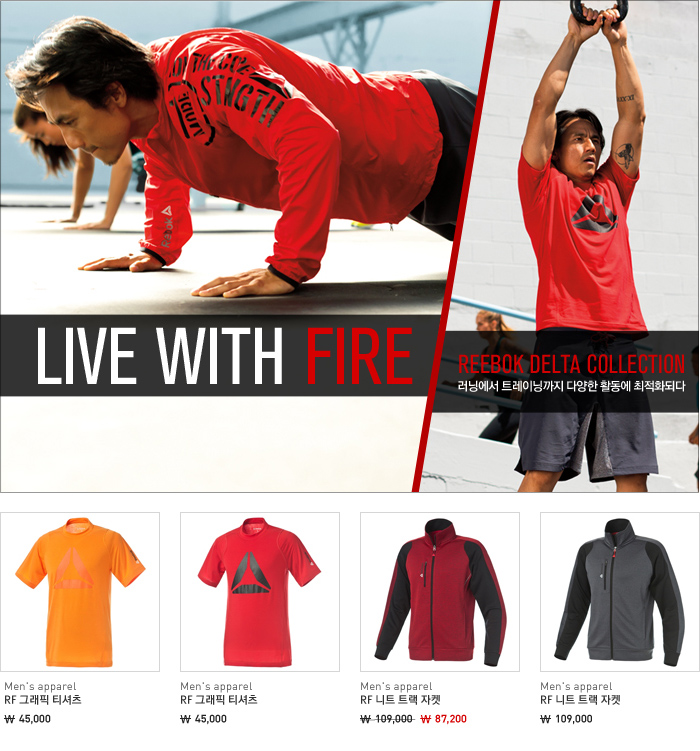 LIVE WITH FIRE
REEBOK DELTA COLLECTION
러닝에서 트레이닝까지 다양한 활동에 최적화되다
Reebok
Men's apparel
RF 그래픽 티셔츠
₩ 45,000
Men's apparel
RF 그래픽 티셔츠
₩ 45,000
Men's apparel
RF 니트 트랙 자켓
₩ 109,000 ₩ 87,200
Men's apparel
RF 니트 트랙 자켓
₩ 109,000